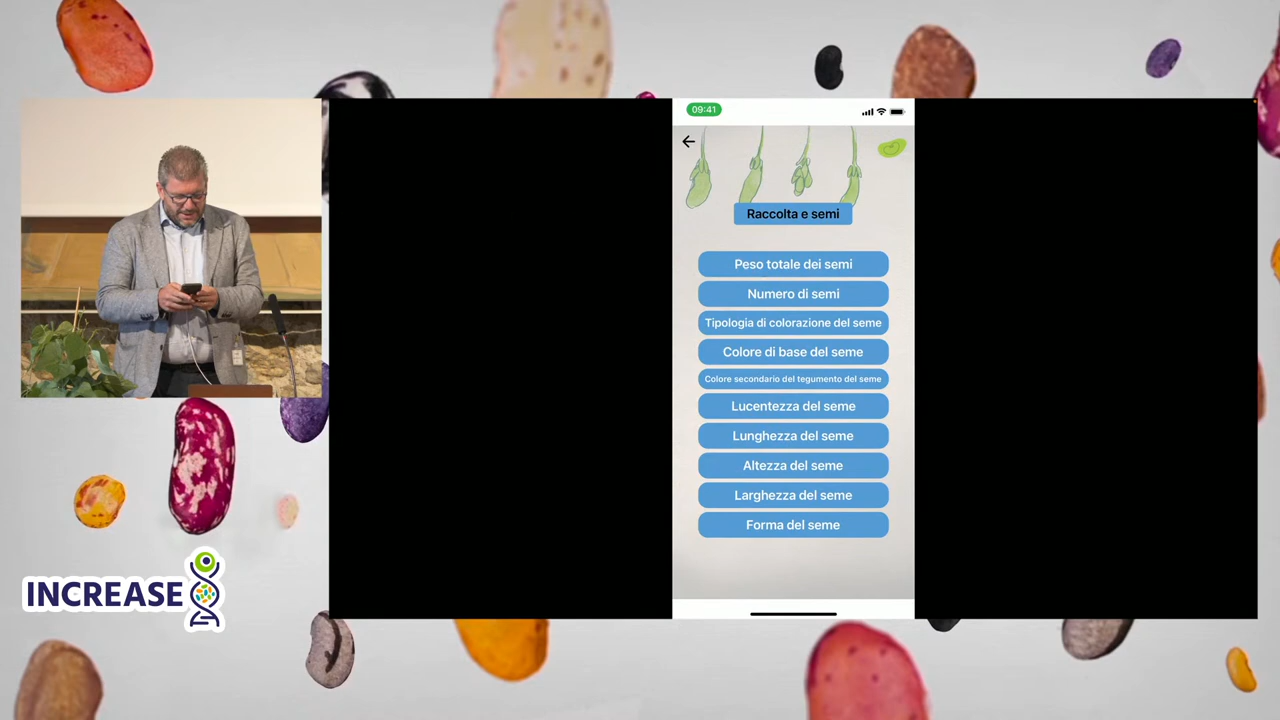 09:41
Raccolta e semi
Peso totale dei semi
Numero di semi
Tipologia di colorazione del seme
Colore di base del seme
Colore secondario del tegumento del seme
Lucentezza del seme
Lunghezza del seme
Altezza del seme
Larghezza del seme
Forma del seme
INCREASE